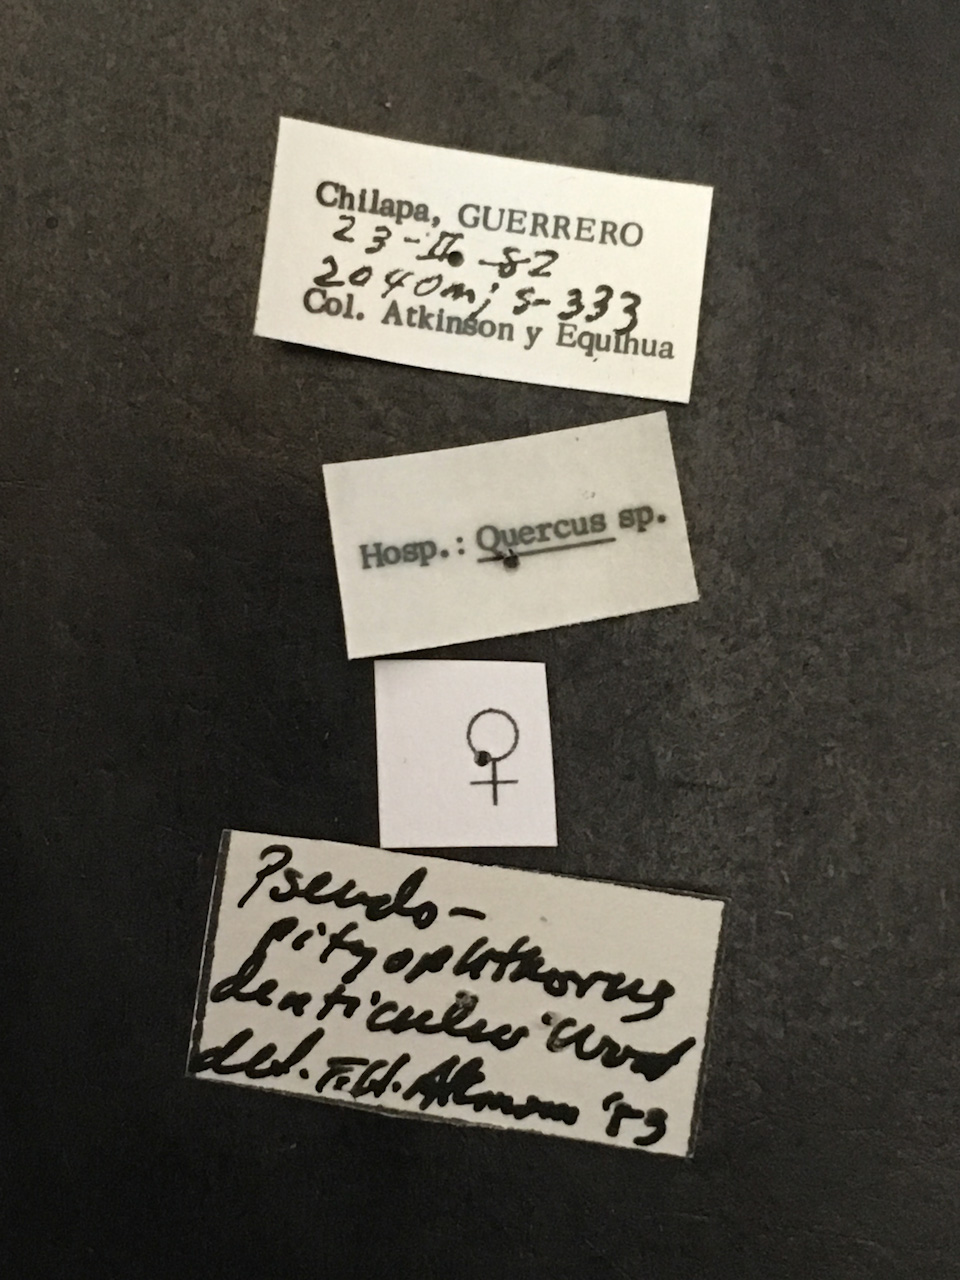 Chilapa, GUERRERO
23-II-82
2040m; S-333
Col. Atkinson y Equihua
Hosp.: Quercus sp.
♀
Pseudo-
pityophthorus
denticulus Wood
det. T.H. Atkinson '83